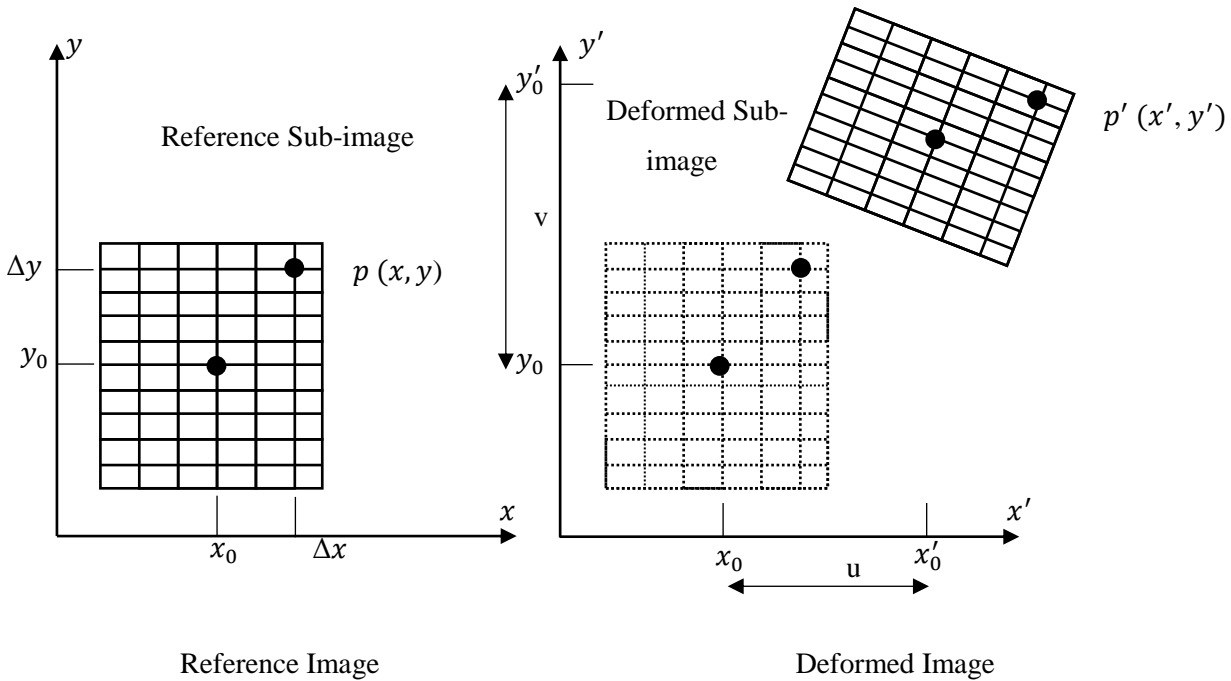 y
Reference Sub-image
Δy
p (x, y)
y₀
x
x₀
Δx
Reference Image
y′
y′₀
Deformed Sub-
image
p′ (x′, y′)
v
y₀
x′
x₀
x′₀
u
Deformed Image